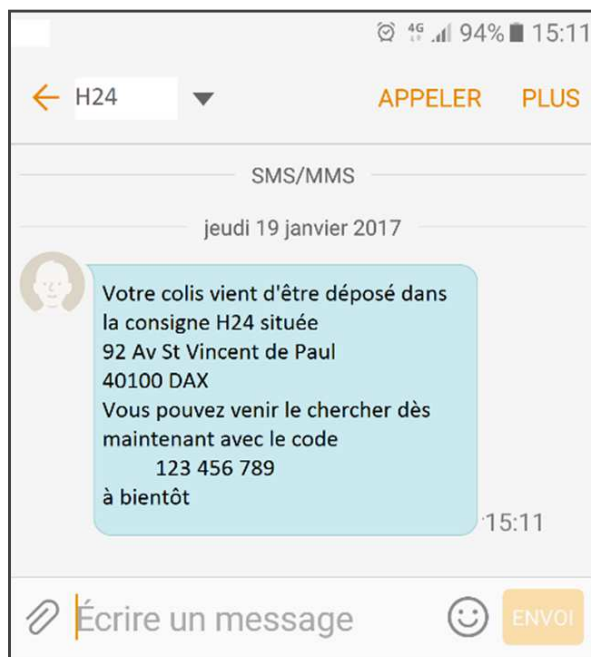 4G 94% 15:11
H24 APPELER PLUS
SMS/MMS
jeudi 19 janvier 2017
Votre colis vient d'être déposé dans
la consigne H24 située
92 Av St Vincent de Paul
40100 DAX
Vous pouvez venir le chercher dès
maintenant avec le code
123 456 789
à bientôt
15:11
Écrire un message ENVOI